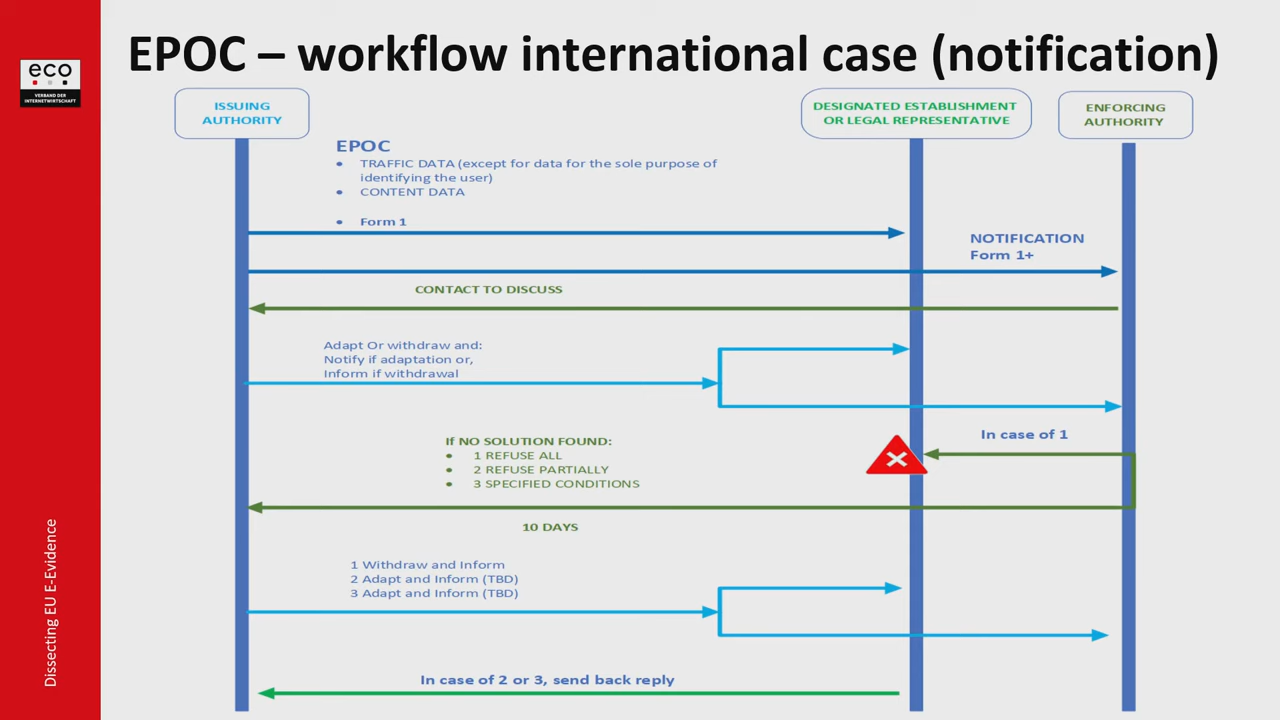 EPOC – workflow international case (notification)
eco
VERBAND DER
INTERNETWIRTSCHAFT
ISSUING
AUTHORITY
DESIGNATED ESTABLISHMENT
OR LEGAL REPRESENTATIVE
ENFORCING
AUTHORITY
EPOC
• TRAFFIC DATA (except for data for the sole purpose of
identifying the user)
• CONTENT DATA
• Form 1
NOTIFICATION
Form 1+
CONTACT TO DISCUSS
Adapt Or withdraw and:
Notify if adaptation or,
Inform if withdrawal
In case of 1
If NO SOLUTION FOUND:
• 1 REFUSE ALL
• 2 REFUSE PARTIALLY
• 3 SPECIFIED CONDITIONS
10 DAYS
1 Withdraw and Inform
2 Adapt and Inform (TBD)
3 Adapt and Inform (TBD)
In case of 2 or 3, send back reply
Dissecting EU E-Evidence